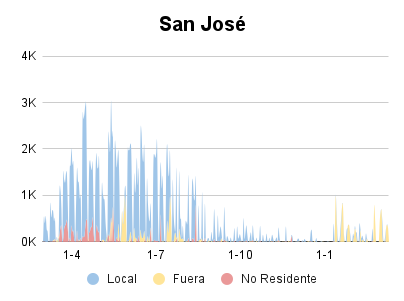 San José
4K
3K
2K
1K
0K
1-4 1-7 1-10 1-1
Local Fuera No Residente